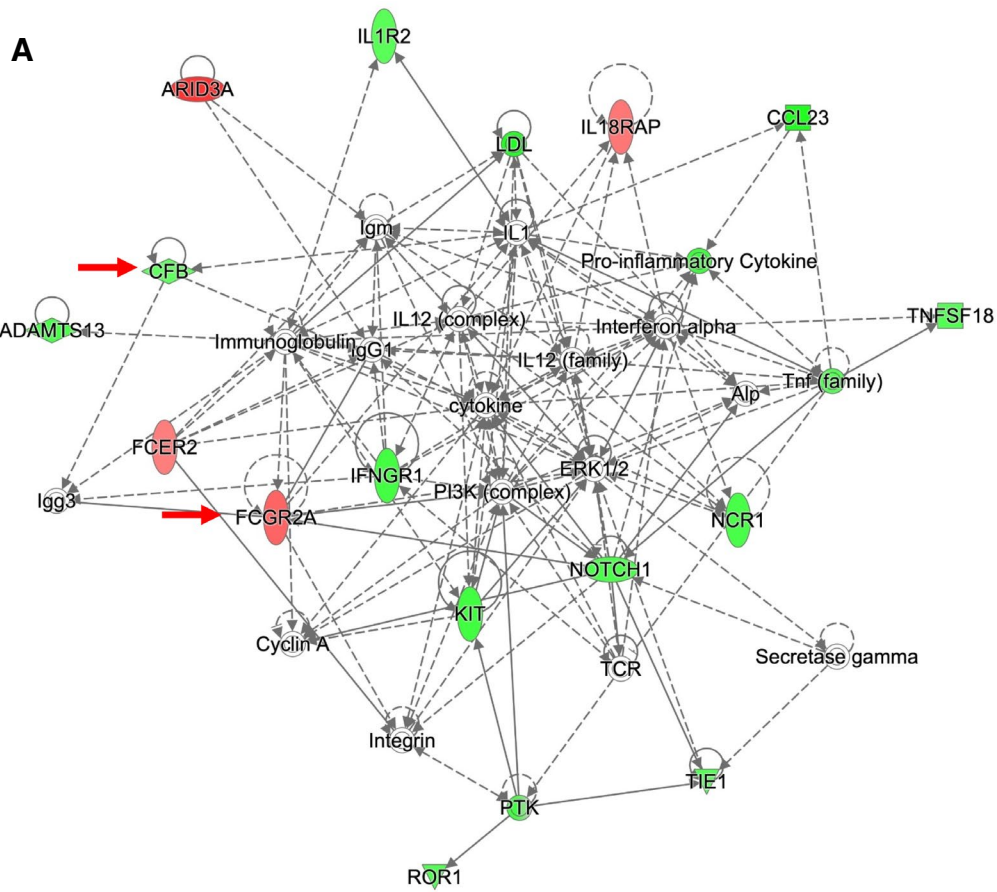 A
IL1R2
ARID3A
IL18RAP
CCL23
LDL
Igm
IL1
CFB
Pro-inflammatory Cytokine
ADAMTS13
IL12 (complex)
Interferon alpha
TNFSF18
Immunoglobulin
IgG1
IL12 (family)
Alp
Tnf (family)
cytokine
FCER2
IFNGR1
ERK1/2
PI3K (complex)
Igg3
FCGR2A
NCR1
NOTCH1
KIT
Cyclin A
TCR
Secretase gamma
Integrin
TIE1
PTK
ROR1